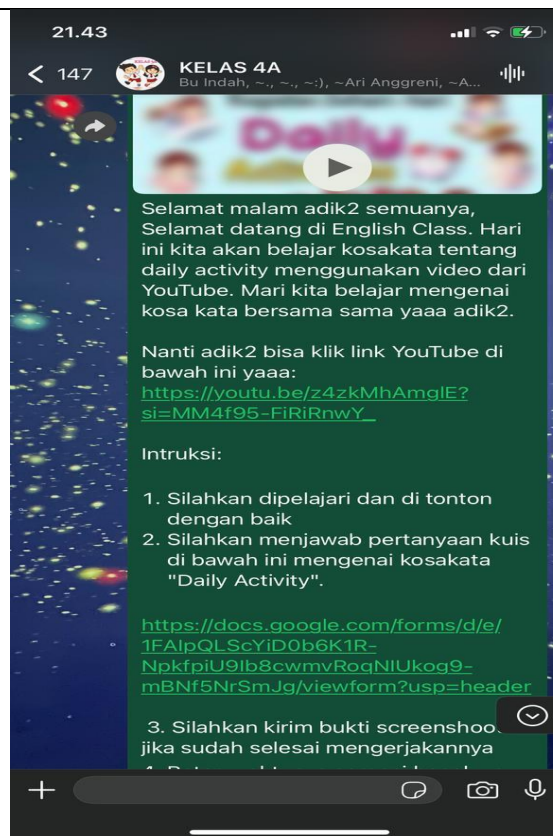 21.43
147
KELAS 4A
Bu Indah, ~., ~., ~:), ~Ari Anggreni, ~A...
Daily
Selamat malam adik2 semuanya,
Selamat datang di English Class. Hari
ini kita akan belajar kosakata tentang
daily activity menggunakan video dari
YouTube. Mari kita belajar mengenai
kosa kata bersama sama yaaa adik2.
Nanti adik2 bisa klik link YouTube di
bawah ini yaaa:
https://youtu.be/z4zkMhAmglE?
si=MM4f95-FiRiRnwY_
Intruksi:
1. Silahkan dipelajari dan di tonton
dengan baik
2. Silahkan menjawab pertanyaan kuis
di bawah ini mengenai kosakata
"Daily Activity".
https://docs.google.com/forms/d/e/
1FAIpQLScYiD0b6K1R-
NpkfpiU9Ib8cwmvRoqNIUkog9-
mBNf5NrSmJg/viewform?usp=header
3. Silahkan kirim bukti screenshoo
jika sudah selesai mengerjakannya